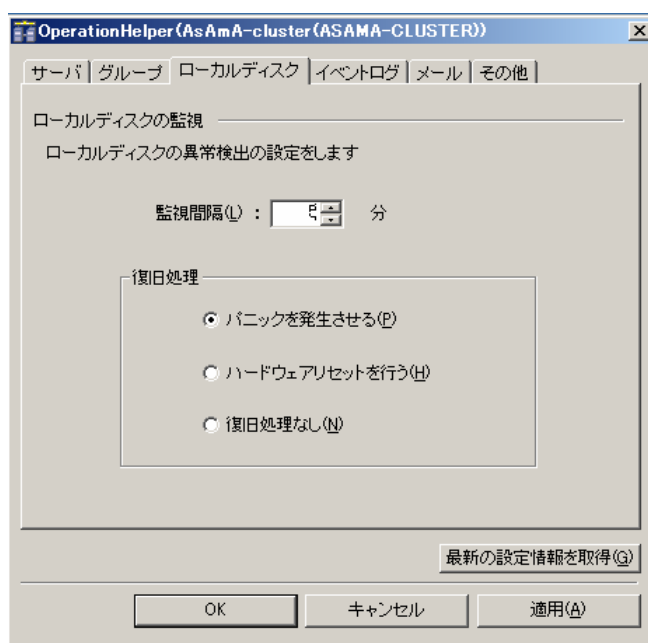 OperationHelper(AsAmA-cluster(ASAMA-CLUSTER))
サーバ グループ ローカルディスク イベントログ メール その他
ローカルディスクの監視
ローカルディスクの異常検出の設定をします
監視間隔(L) : 分
復旧処理
パニックを発生させる(P)
ハードウェアリセットを行う(H)
復旧処理なし(N)
最新の設定情報を取得(G)
OK キャンセル 適用(A)